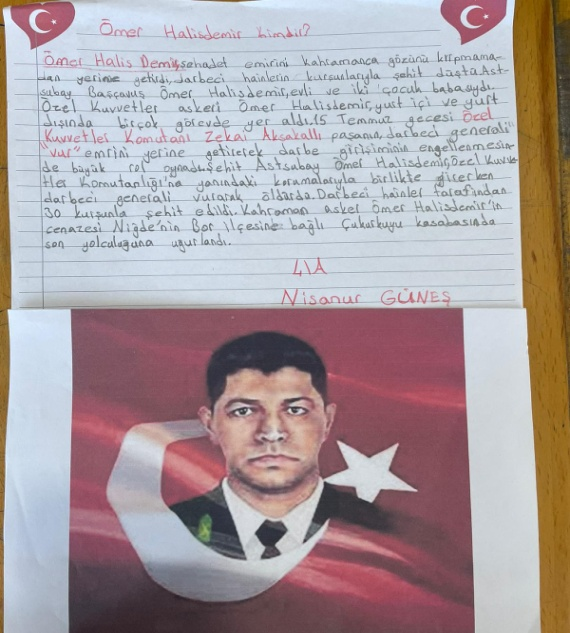 Ömer Halisdemir kimdir?
Ömer Halis Demir,şehadet emirini kahramanca gözünü kırpmama-
dan yerine getirdi,darbeci hainlerin kurşunlarıyla şehit düştü.Ast-
subay Başçavuş Ömer Halisdemir,evli ve iki çocuk babasıydı.
Özel Kuvvetler askeri Ömer Halisdemir,yurt içi ve yurt
dışında birçok görevde yer aldı.15 Temmuz gecesi Özel
Kuvvetler Komutanı Zekai Aksakallı paşanın,darbeci generali"
"vur" emrini yerine getirerek darbe girişiminin engellenmesin-
de büyük rol oynadı.Şehit Astsubay Ömer Halisdemir,Özel Kuvve
tler Komutanlığı'na yanındaki korumalarıyla birlikte girerken
darbeci generali vurarak öldürdü.Darbeci hainler tarafından
30 kurşunla şehit edildi.Kahraman asker Ömer Halisdemir'in
cenazesi Niğde'nin Bor ilçesine bağlı Çukurkuyu kasabasında
son yolculuğuna uğurlandı.
4/A
Nisanur GÜNEŞ